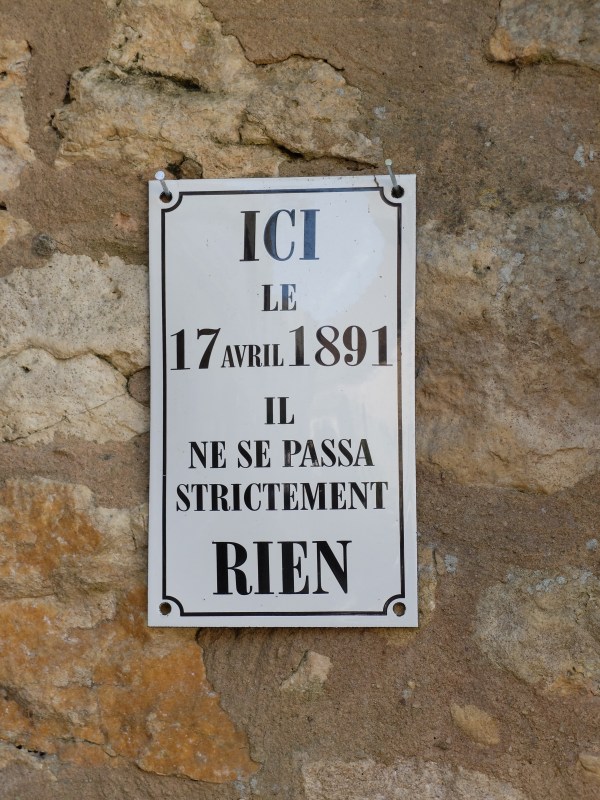 ICI
LE
17 AVRIL 1891
IL
NE SE PASSA
STRICTEMENT
RIEN